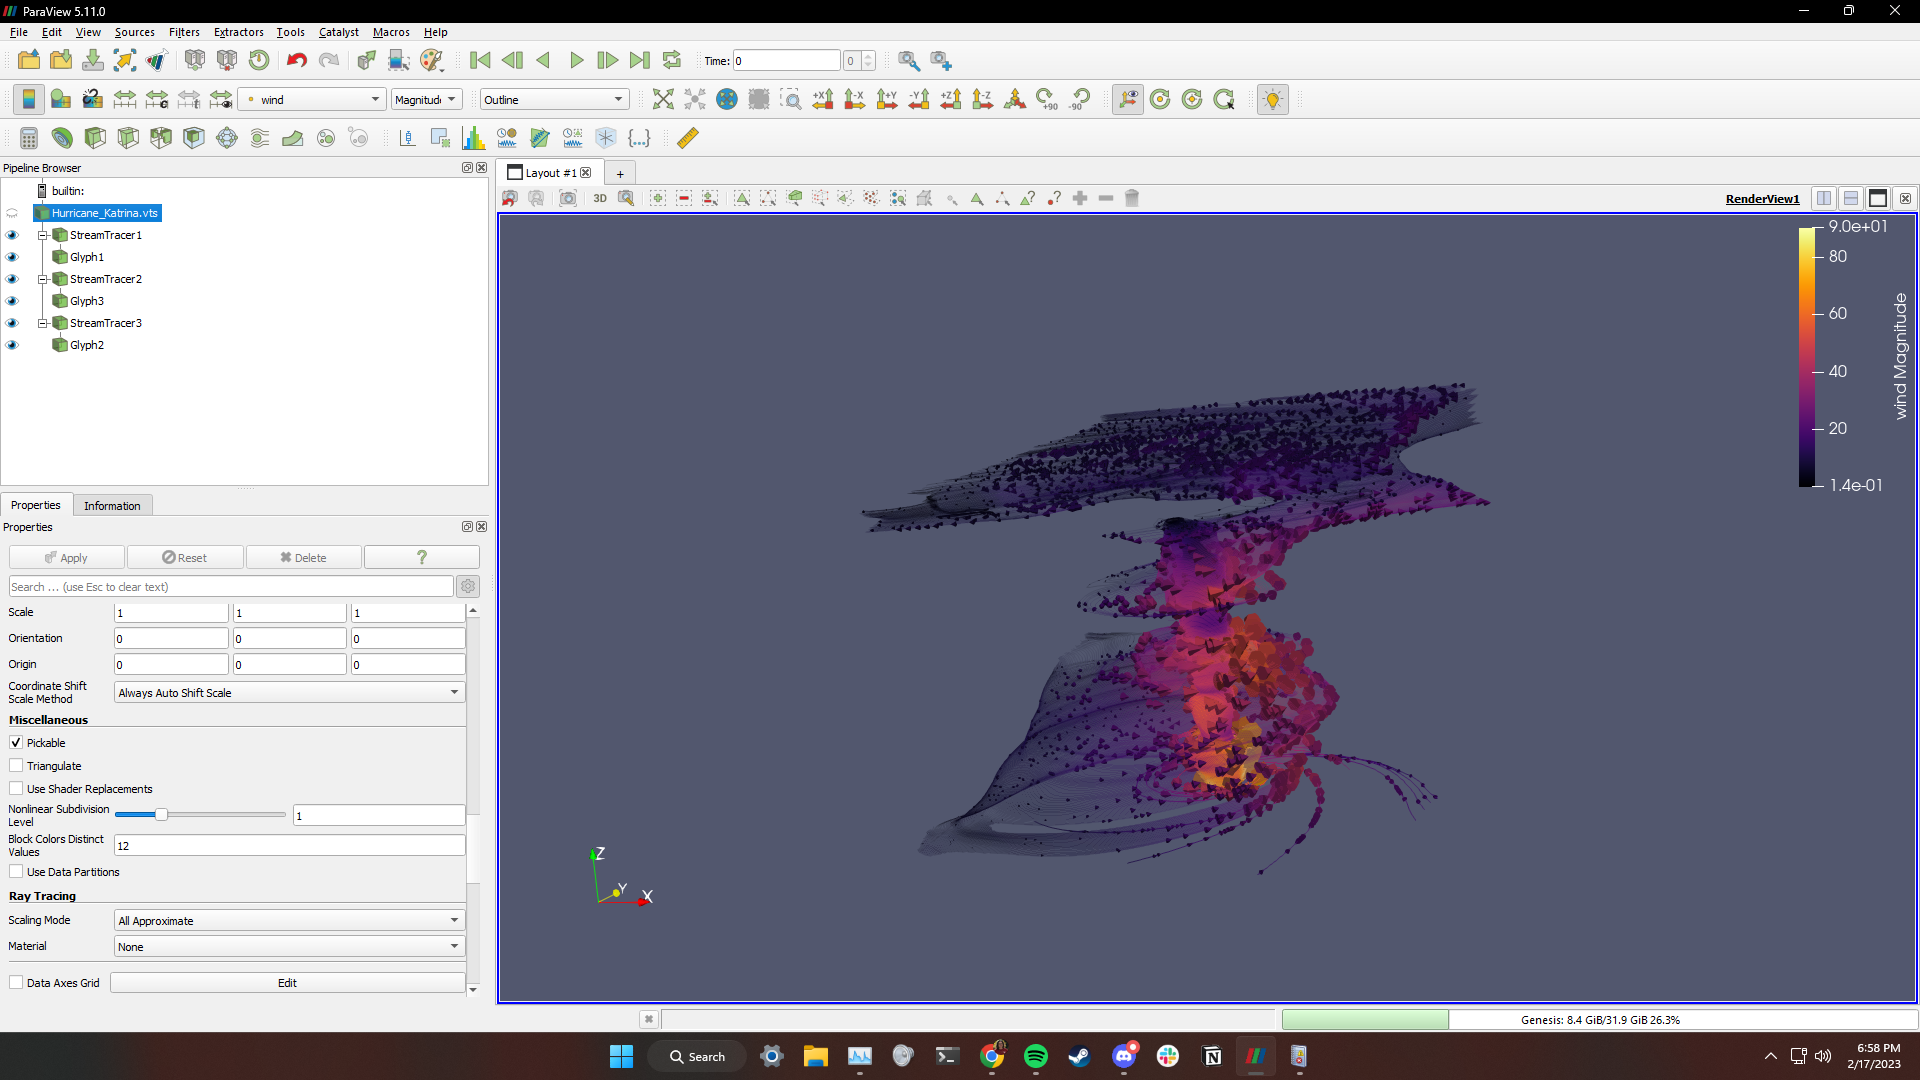 ParaView 5.11.0
File Edit View Sources Filters Extractors Tools Catalyst Macros Help
Time: 0 0
wind Magnitude Outline +X -X +Y -Y +Z -Z +90 -90
Pipeline Browser
builtin:
Hurricane_Katrina.vts
StreamTracer1
Glyph1
StreamTracer2
Glyph3
StreamTracer3
Glyph2
Properties Information
Properties
Apply Reset Delete ?
Search ... (use Esc to clear text)
Scale 1 1 1
Orientation 0 0 0
Origin 0 0 0
Coordinate Shift
Scale Method Always Auto Shift Scale
Miscellaneous
Pickable
Triangulate
Use Shader Replacements
Nonlinear Subdivision
Level 1
Block Colors Distinct
Values 12
Use Data Partitions
Ray Tracing
Scaling Mode All Approximate
Material None
Data Axes Grid Edit
Layout #1 +
3D RenderView1
9.0e+01
80
60
40
20
1.4e-01
wind Magnitude
Z
Y
X
Genesis: 8.4 GiB/31.9 GiB 26.3%
Search
6:58 PM
2/17/2023